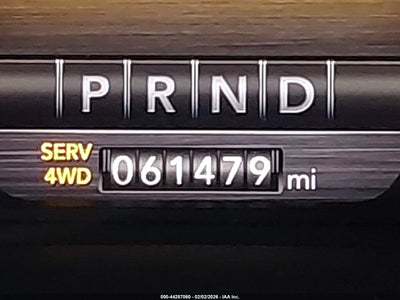 P R N D
SERV
4WD 061479 mi
000-44287060 - 02/02/2026 - IAA Inc.